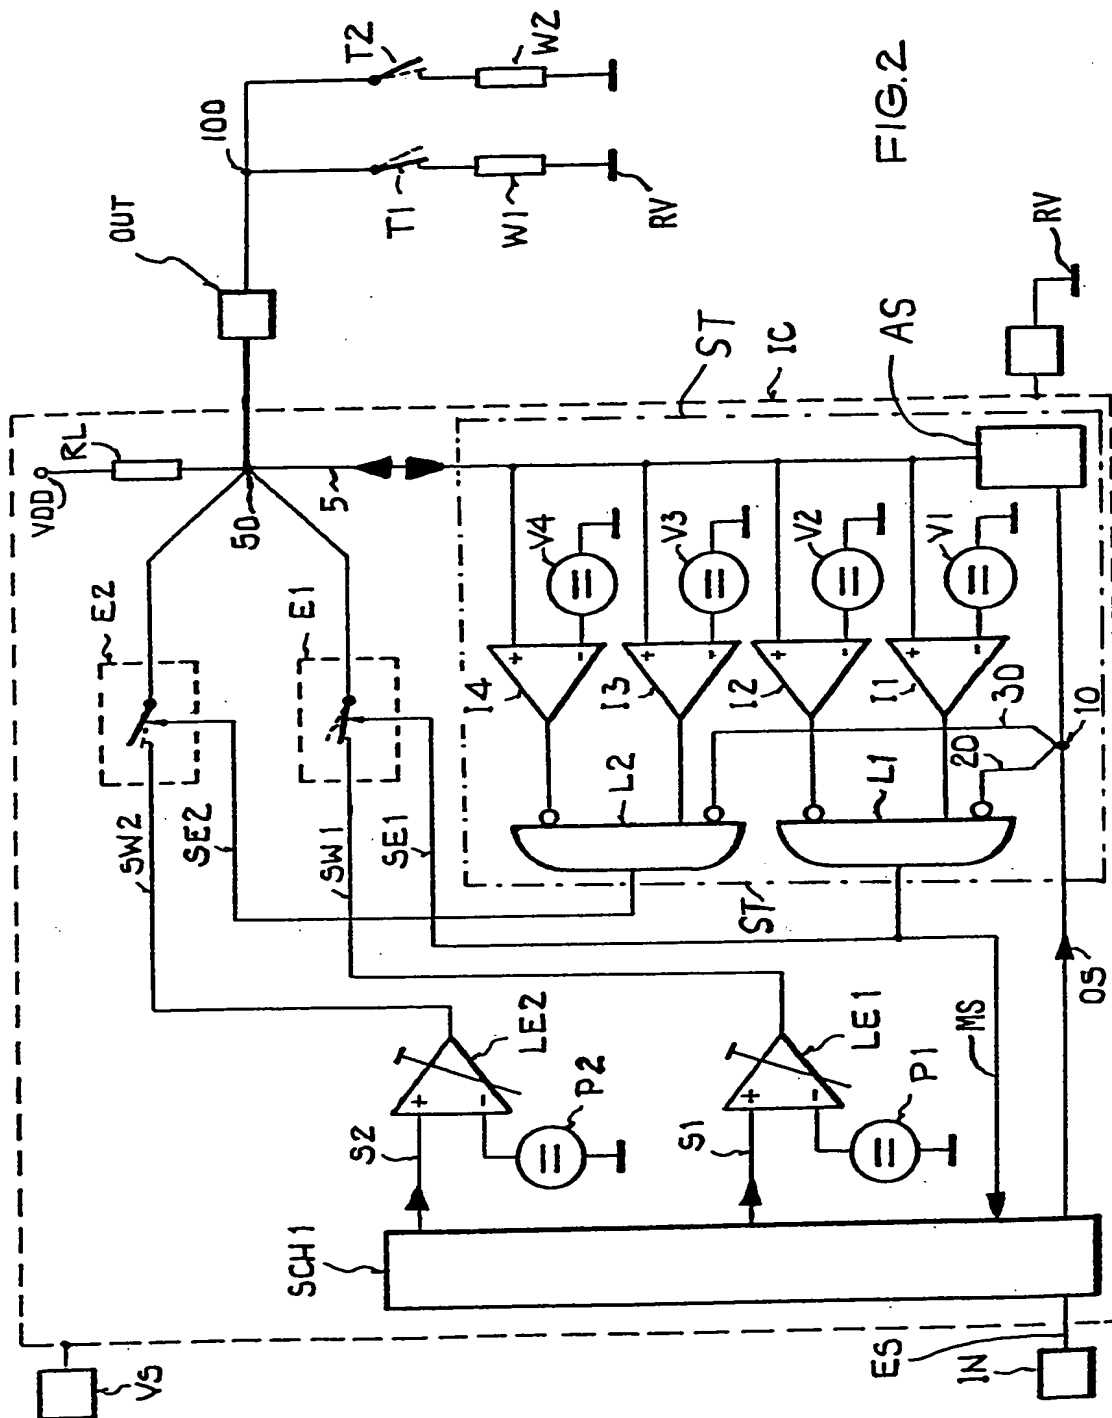 FIG.2
VS
IN
ES
SCH1
S2
S1
MS
OS
P2
P1
LE2
LE1
+
-
=
+
-
=
SW2
SE2
SW1
SE1
E2
E1
VDD
RL
50
5
OUT
100
T2
W2
T1
W1
RV
ST
IC
ST
AS
RV
L2
L1
I4
I3
I2
I1
+
-
+
-
+
-
+
-
V4
V3
V2
V1
=
=
=
=
30
20
10